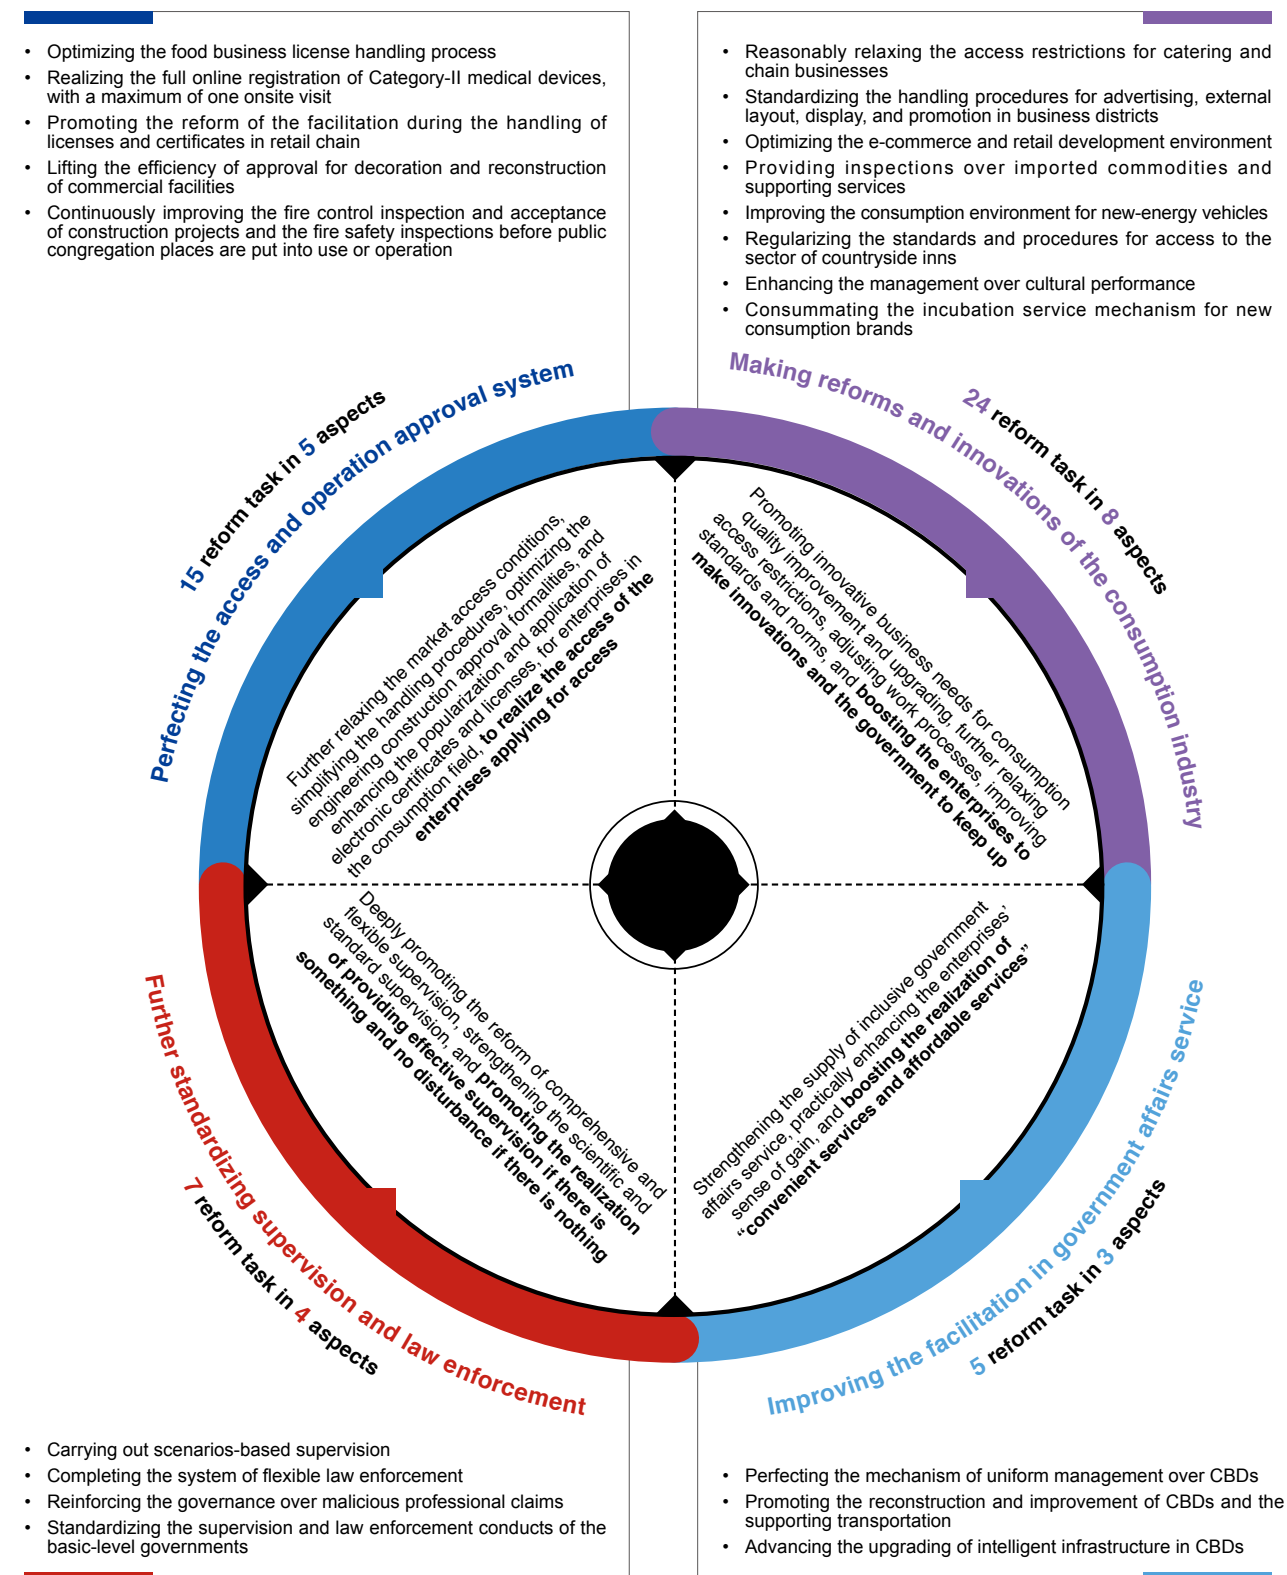 • Optimizing the food business license handling process
• Realizing the full online registration of Category-II medical devices,
with a maximum of one onsite visit
• Promoting the reform of the facilitation during the handling of
licenses and certificates in retail chain
• Lifting the efficiency of approval for decoration and reconstruction
of commercial facilities
• Continuously improving the fire control inspection and acceptance
of construction projects and the fire safety inspections before public
congregation places are put into use or operation
• Reasonably relaxing the access restrictions for catering and
chain businesses
• Standardizing the handling procedures for advertising, external
layout, display, and promotion in business districts
• Optimizing the e-commerce and retail development environment
• Providing inspections over imported commodities and
supporting services
• Improving the consumption environment for new-energy vehicles
• Regularizing the standards and procedures for access to the
sector of countryside inns
• Enhancing the management over cultural performance
• Consummating the incubation service mechanism for new
consumption brands
15 reform task in 5 aspects
Perfecting the access and operation approval system
Further relaxing the market access conditions,
simplifying the handling procedures, optimizing the
engineering construction approval formalities, and
enhancing the popularization and application of
electronic certificates and licenses, for enterprises in
the consumption field, to realize the access of the
enterprises applying for access
24 reform task in 8 aspects
Making reforms and innovations of the consumption industry
Promoting innovative business needs for consumption
quality improvement and upgrading, further relaxing
access restrictions, adjusting work processes, improving
standards and norms, and boosting the enterprises to
make innovations and the government to keep up
Further standardizing supervision and law enforcement
7 reform task in 4 aspects
Deeply promoting the reform of comprehensive and
flexible supervision, strengthening the scientific and
standard supervision, and promoting the realization
of providing effective supervision if there is
something and no disturbance if there is nothing
Strengthening the supply of inclusive government
affairs service, practically enhancing the enterprises’
sense of gain, and boosting the realization of
“convenient services and affordable services”
Improving the facilitation in government affairs service
5 reform task in 3 aspects
• Carrying out scenarios-based supervision
• Completing the system of flexible law enforcement
• Reinforcing the governance over malicious professional claims
• Standardizing the supervision and law enforcement conducts of the
basic-level governments
• Perfecting the mechanism of uniform management over CBDs
• Promoting the reconstruction and improvement of CBDs and the
supporting transportation
• Advancing the upgrading of intelligent infrastructure in CBDs